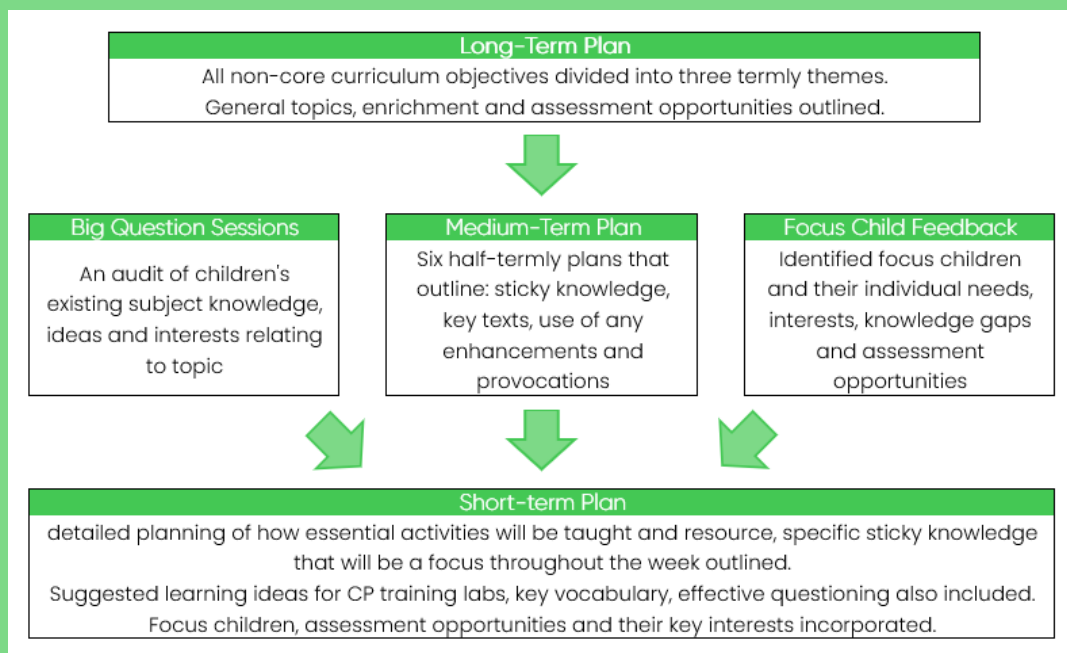 Long-Term Plan
All non-core curriculum objectives divided into three termly themes.
General topics, enrichment and assessment opportunities outlined.
Big Question Sessions
An audit of children's
existing subject knowledge,
ideas and interests relating
to topic
Medium-Term Plan
Six half-termly plans that
outline: sticky knowledge,
key texts, use of any
enhancements and
provocations
Focus Child Feedback
Identified focus children
and their individual needs,
interests, knowledge gaps
and assessment
opportunities
Short-term Plan
detailed planning of how essential activities will be taught and resource, specific sticky knowledge
that will be a focus throughout the week outlined.
Suggested learning ideas for CP training labs, key vocabulary, effective questioning also included.
Focus children, assessment opportunities and their key interests incorporated.